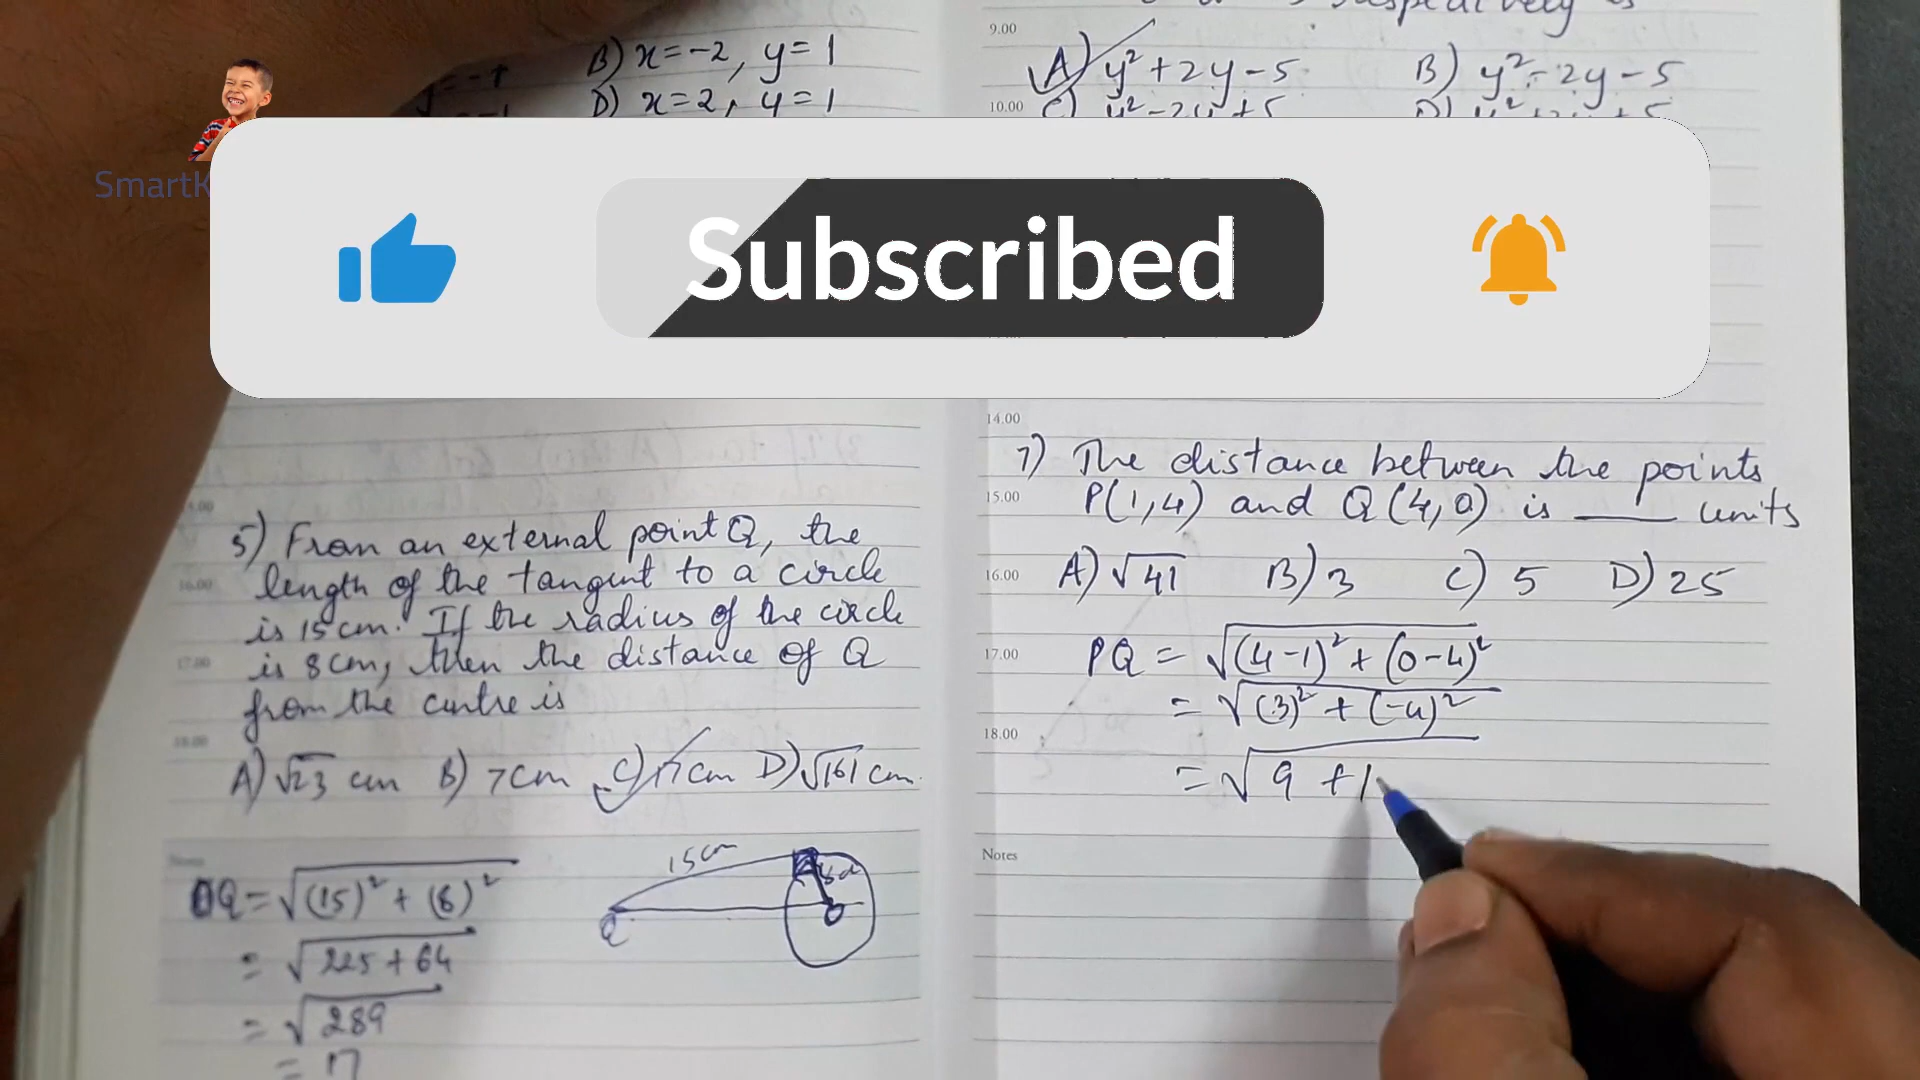 B) x=-2, y=1
D) x=2, y=1
SmartK
Subscribed
5) From an external point Q, the
length of the tangent to a circle
is 15 cm. If the radius of the circle
is 8 cm, then the distance of Q
from the centre is
A) √23 cm B) 7 cm C) 17 cm D) √161 cm.
OQ = √(15)² + (8)²
= √225 + 64
= √289
= 17
15 cm
Q
9.00
A) y² + 2y - 5 B) y² - 2y - 5
10.00
C) y² - 2y + 5
14.00
7) The distance between the points
15.00
P(1,4) and Q(4,0) is ____ units
16.00
A) √41 B) 3 C) 5 D) 25
17.00
PQ = √(4-1)² + (0-4)²
= √(3)² + (-4)²
18.00
= √9 + 1
Notes